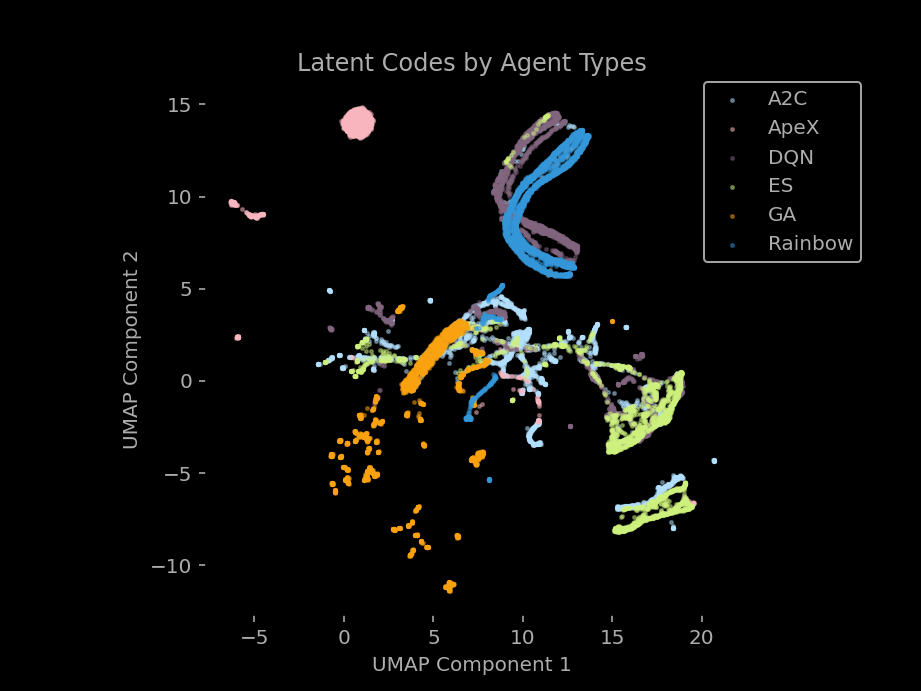 Latent Codes by Agent Types
A2C
ApeX
DQN
ES
GA
Rainbow
15
10
5
0
−5
−10
UMAP Component 2
−5
0
5
10
15
20
UMAP Component 1